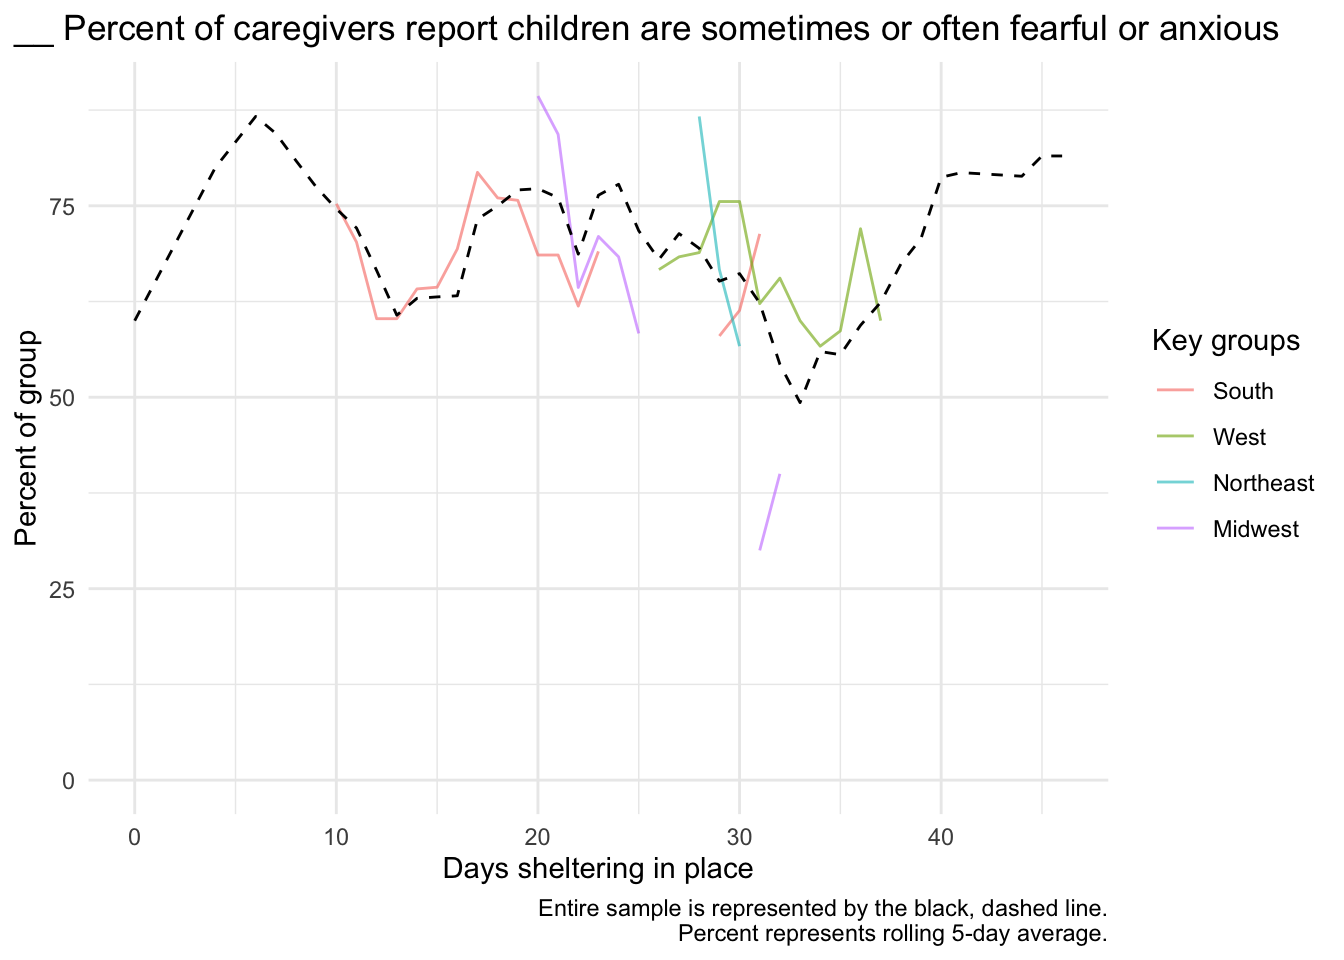 __ Percent of caregivers report children are sometimes or often fearful or anxious
Percent of group
75
50
25
0
0 10 20 30 40
Days sheltering in place
Key groups
South
West
Northeast
Midwest
Entire sample is represented by the black, dashed line.
Percent represents rolling 5-day average.